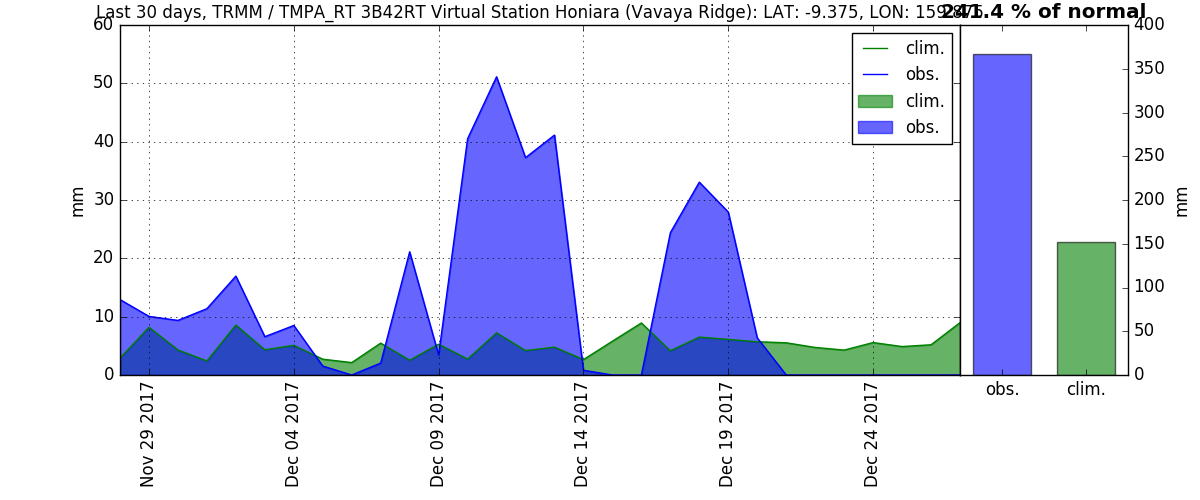 Last 30 days, TRMM / TMPA_RT 3B42RT Virtual Station Honiara (Vavaya Ridge): LAT: -9.375, LON:
241.4 % of normal
60
50
40
30
20
10
0
mm
clim.
obs.
clim.
obs.
400
350
300
250
200
150
100
50
0
mm
Nov 29 2017
Dec 04 2017
Dec 09 2017
Dec 14 2017
Dec 19 2017
Dec 24 2017
obs.
clim.